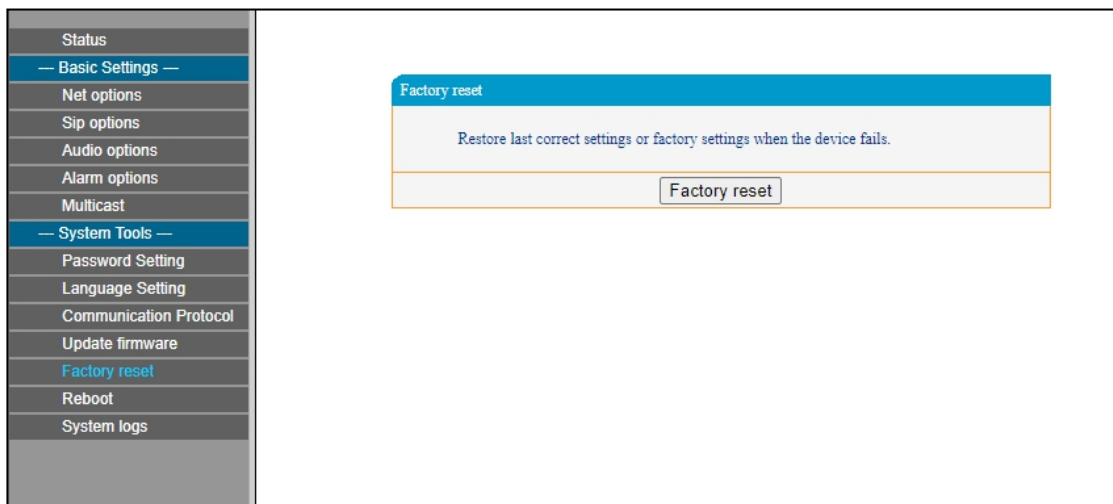 Status
— Basic Settings —
Net options
Sip options
Audio options
Alarm options
Multicast
— System Tools —
Password Setting
Language Setting
Communication Protocol
Update firmware
Factory reset
Reboot
System logs
Factory reset
Restore last correct settings or factory settings when the device fails.
Factory reset